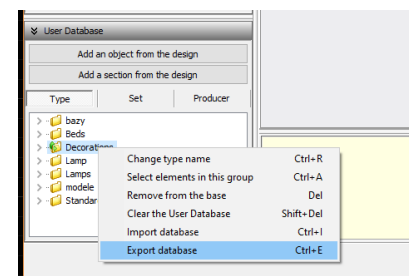 User Database
Add an object from the design
Add a section from the design
Type Set Producer
bazy
Beds
Decorations
Lamp
Lamps
modele
Standar
Change type name Ctrl+R
Select elements in this group Ctrl+A
Remove from the base Del
Clear the User Database Shift+Del
Import database Ctrl+I
Export database Ctrl+E